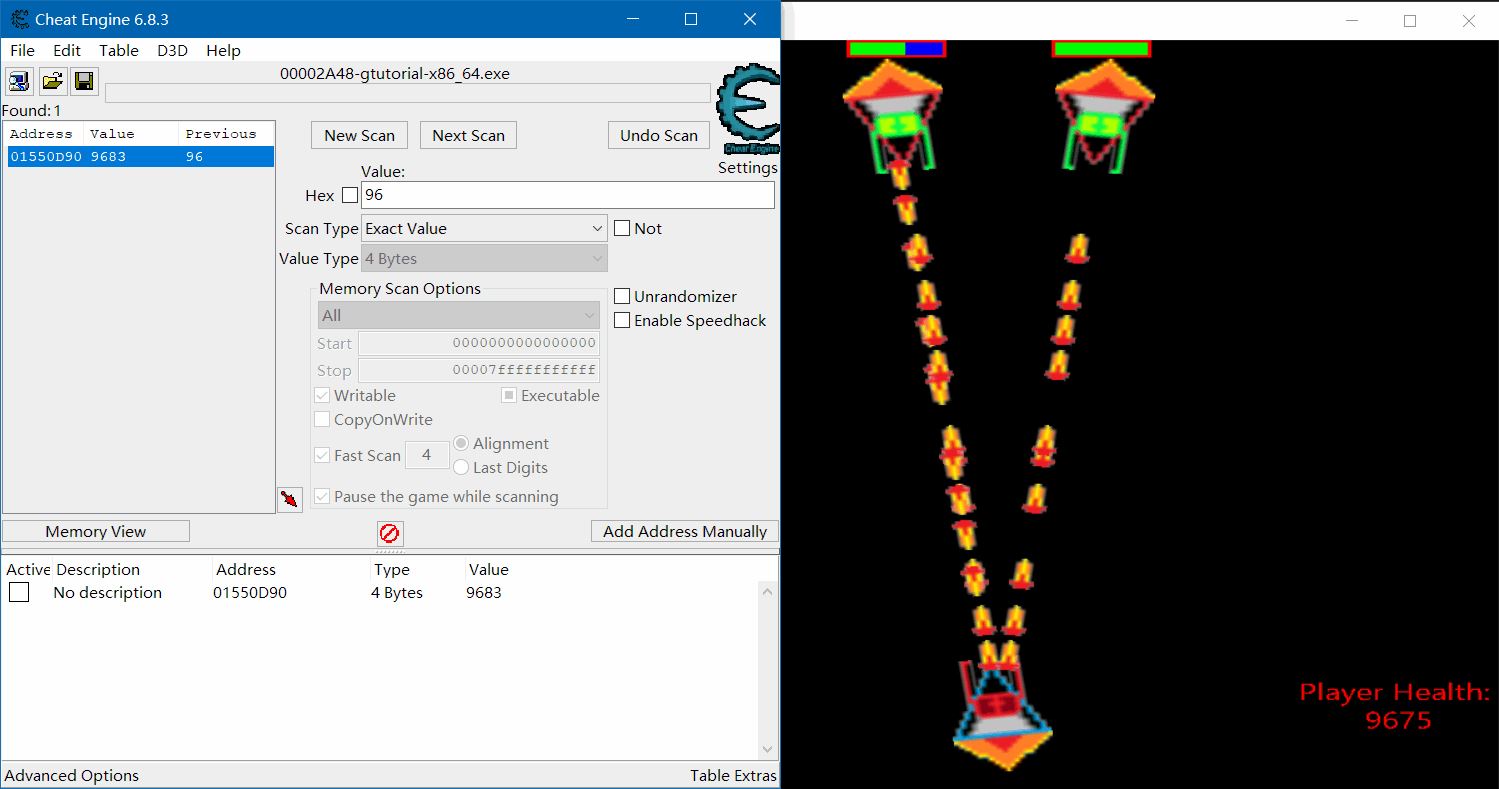 Cheat Engine 6.8.3
File Edit Table D3D Help
00002A48-gtutorial-x86_64.exe
Found: 1
Address Value Previous
01550D90 9683 96
New Scan Next Scan Undo Scan
Cheat Engine
Settings
Value:
Hex 96
Scan Type Exact Value Not
Value Type 4 Bytes
Memory Scan Options
All
Unrandomizer
Enable Speedhack
Start 0000000000000000
Stop 00007fffffffffff
Writable Executable
CopyOnWrite
Fast Scan 4 Alignment
Last Digits
Pause the game while scanning
Memory View Add Address Manually
Active Description Address Type Value
No description 01550D90 4 Bytes 9683
Advanced Options Table Extras
Player Health:
9675